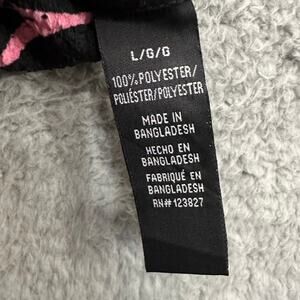 L/G/G
100% POLYESTER/
POLIÉSTER/POLYESTER
MADE IN
BANGLADESH
HECHO EN
BANGLADESH
FABRIQUÉ EN
BANGLADESH
RN# 123827